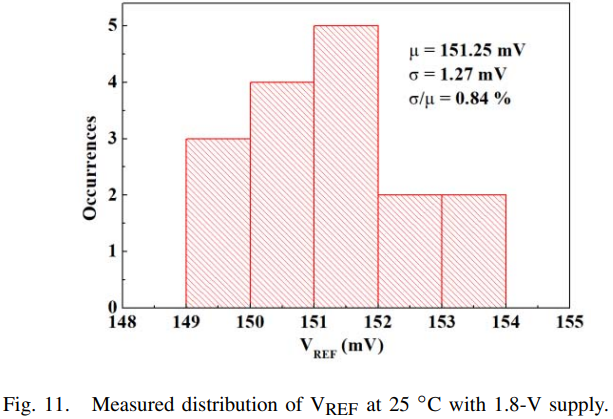 5
4
3
2
1
0
Occurrences
μ = 151.25 mV
σ = 1.27 mV
σ/μ = 0.84 %
148 149 150 151 152 153 154 155
VREF (mV)
Fig. 11. Measured distribution of VREF at 25 °C with 1.8-V supply.